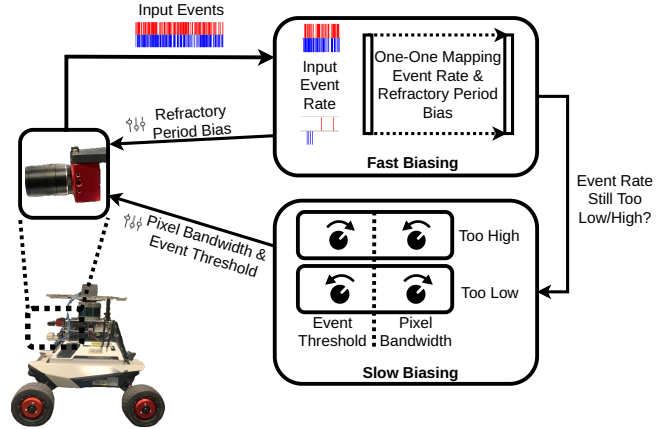 Input Events
Input
Event
Rate
One-One Mapping
Event Rate &
Refractory Period
Bias
Fast Biasing
Refractory
Period Bias
Event Rate
Still Too
Low/High?
Pixel Bandwidth &
Event Threshold
Too High
Too Low
Event
Threshold
Pixel
Bandwidth
Slow Biasing